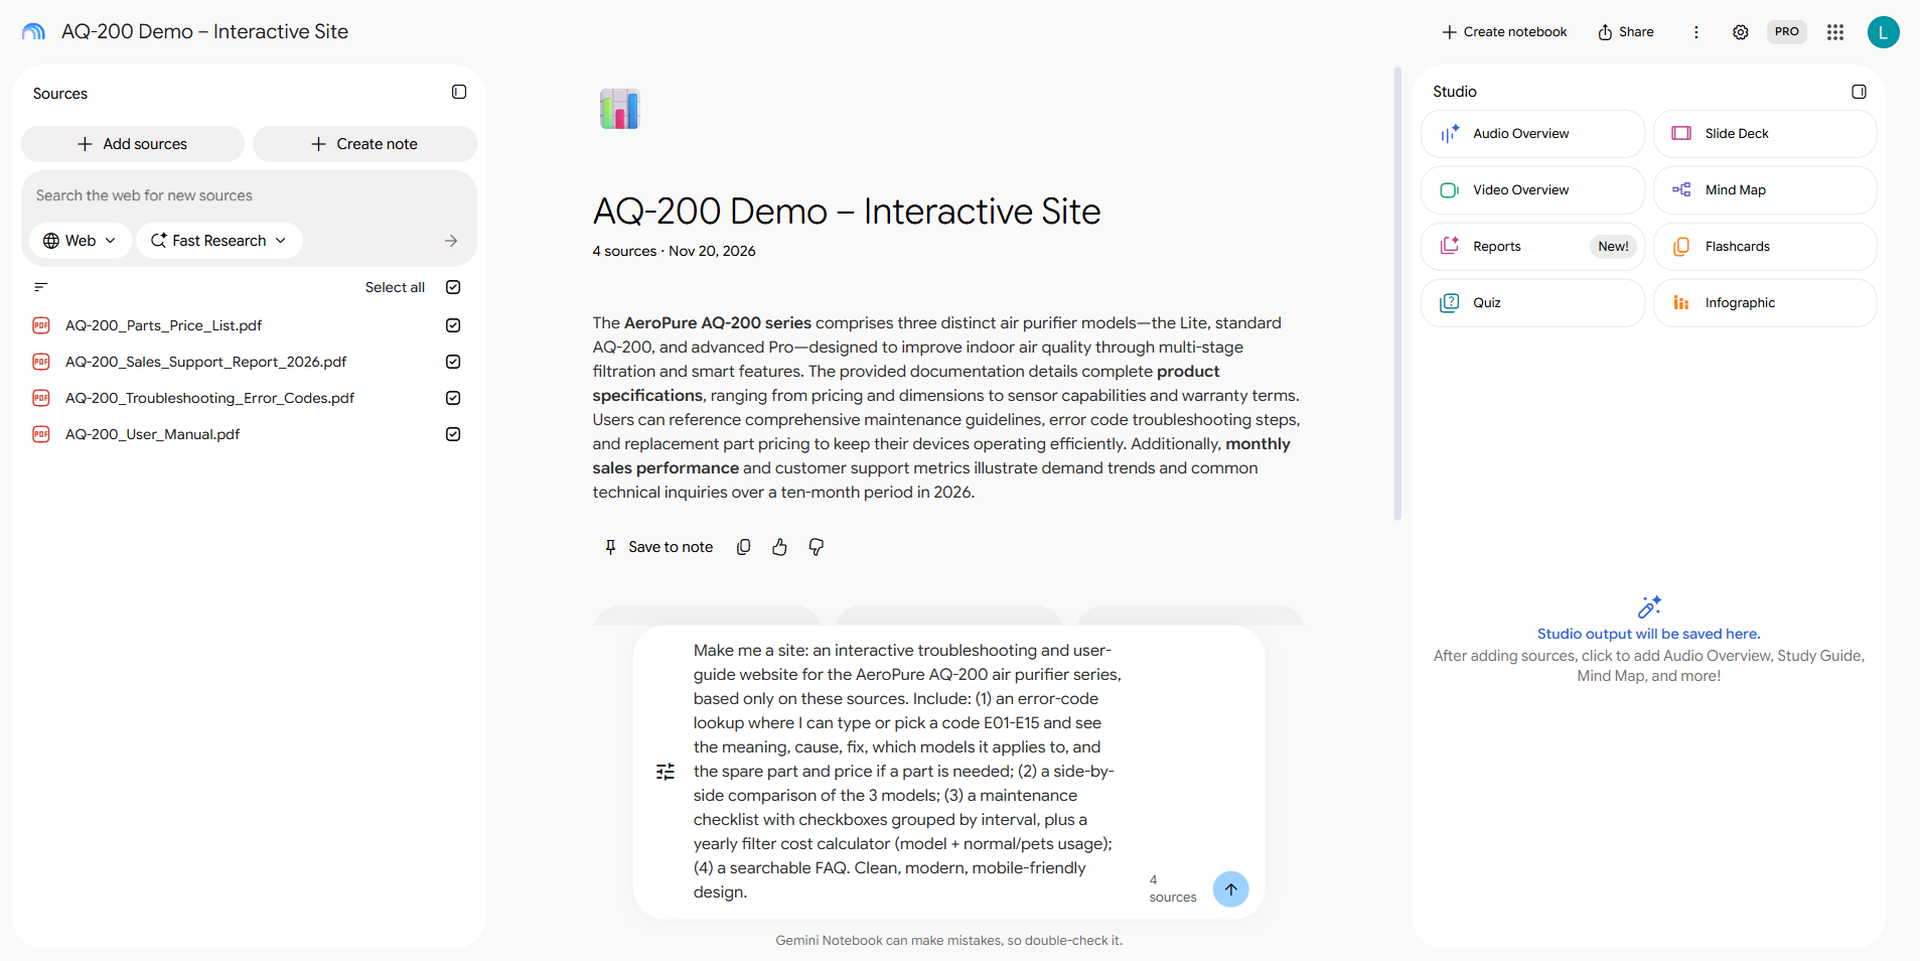 AQ-200 Demo – Interactive Site
Create notebook
Share
PRO
L
Sources
Add sources
Create note
Search the web for new sources
Web
Fast Research
Select all
PDF AQ-200_Parts_Price_List.pdf
PDF AQ-200_Sales_Support_Report_2026.pdf
PDF AQ-200_Troubleshooting_Error_Codes.pdf
PDF AQ-200_User_Manual.pdf
AQ-200 Demo – Interactive Site
4 sources · Nov 20, 2026
The AeroPure AQ-200 series comprises three distinct air purifier models—the Lite, standard
AQ-200, and advanced Pro—designed to improve indoor air quality through multi-stage
filtration and smart features. The provided documentation details complete product
specifications, ranging from pricing and dimensions to sensor capabilities and warranty terms.
Users can reference comprehensive maintenance guidelines, error code troubleshooting steps,
and replacement part pricing to keep their devices operating efficiently. Additionally, monthly
sales performance and customer support metrics illustrate demand trends and common
technical inquiries over a ten-month period in 2026.
Save to note
Make me a site: an interactive troubleshooting and user-
guide website for the AeroPure AQ-200 air purifier series,
based only on these sources. Include: (1) an error-code
lookup where I can type or pick a code E01-E15 and see
the meaning, cause, fix, which models it applies to, and
the spare part and price if a part is needed; (2) a side-by-
side comparison of the 3 models; (3) a maintenance
checklist with checkboxes grouped by interval, plus a
yearly filter cost calculator (model + normal/pets usage);
(4) a searchable FAQ. Clean, modern, mobile-friendly
design.
4
sources
Gemini Notebook can make mistakes, so double-check it.
Studio
Audio Overview
Slide Deck
Video Overview
Mind Map
Reports
New!
Flashcards
Quiz
Infographic
Studio output will be saved here.
After adding sources, click to add Audio Overview, Study Guide,
Mind Map, and more!